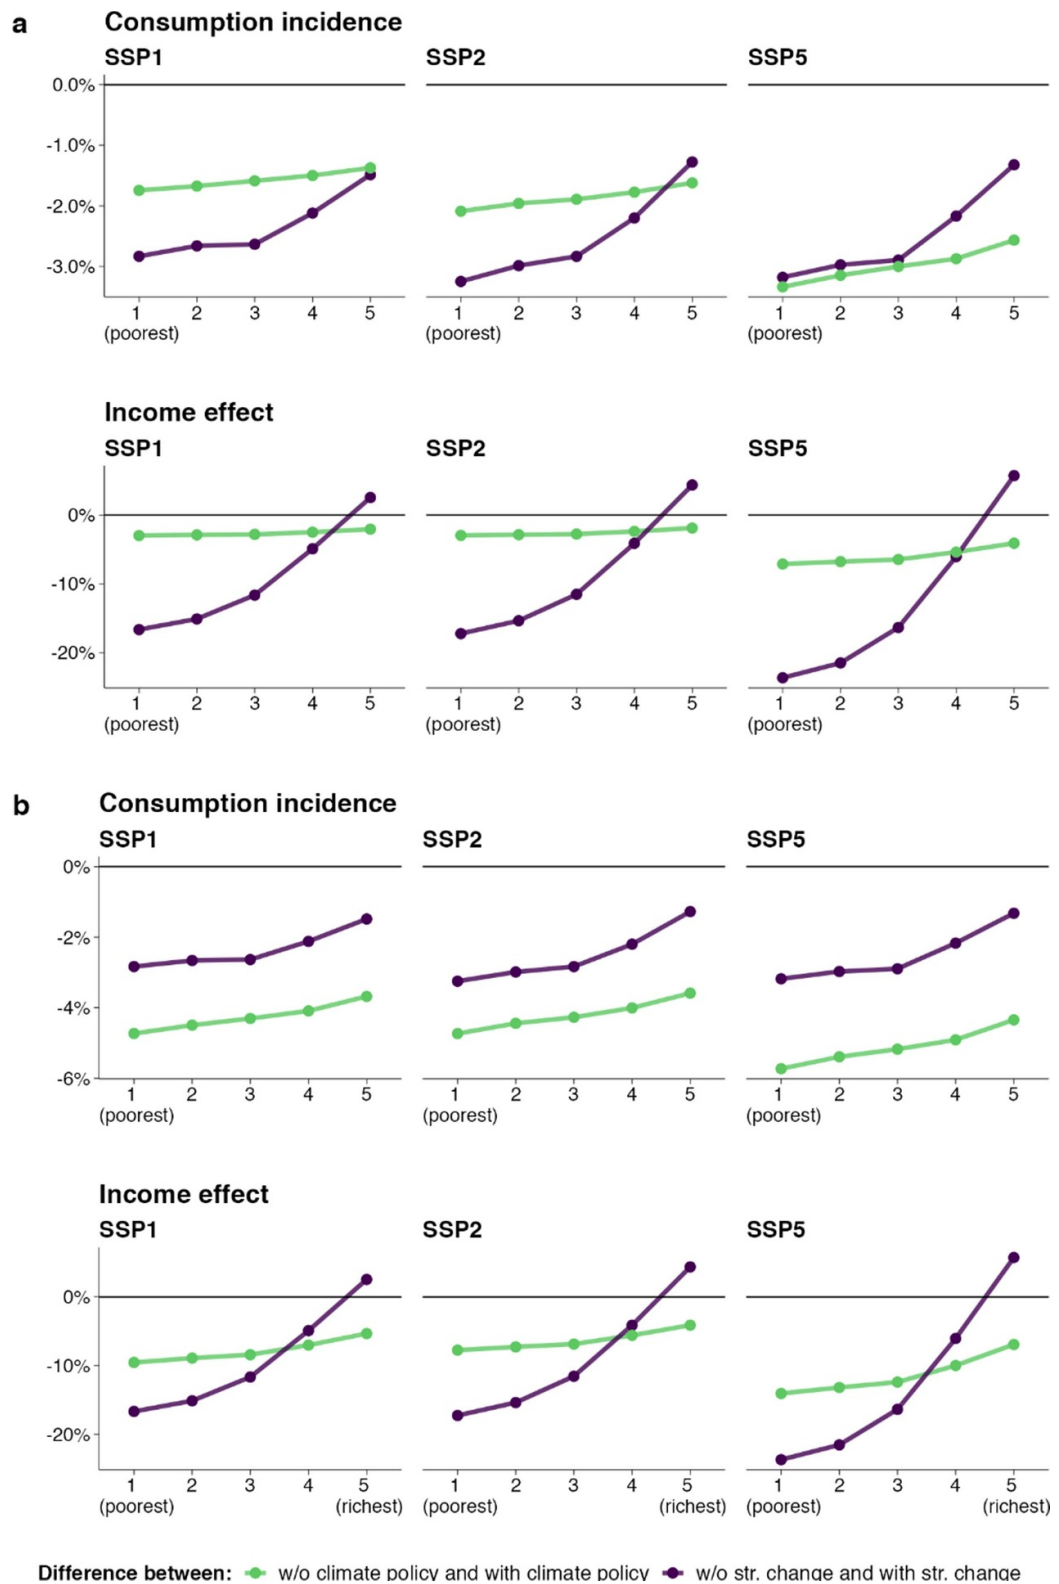 a
Consumption incidence
SSP1 SSP2 SSP5
0.0%
-1.0%
-2.0%
-3.0%
1 2 3 4 5 1 2 3 4 5 1 2 3 4 5
(poorest) (poorest) (poorest)
Income effect
SSP1 SSP2 SSP5
0%
-10%
-20%
1 2 3 4 5 1 2 3 4 5 1 2 3 4 5
(poorest) (poorest) (poorest)
b
Consumption incidence
SSP1 SSP2 SSP5
0%
-2%
-4%
-6%
1 2 3 4 5 1 2 3 4 5 1 2 3 4 5
(poorest) (poorest) (poorest)
Income effect
SSP1 SSP2 SSP5
0%
-10%
-20%
1 2 3 4 5 1 2 3 4 5 1 2 3 4 5
(poorest) (richest) (poorest) (richest) (poorest) (richest)
Difference between: w/o climate policy and with climate policy w/o str. change and with str. change